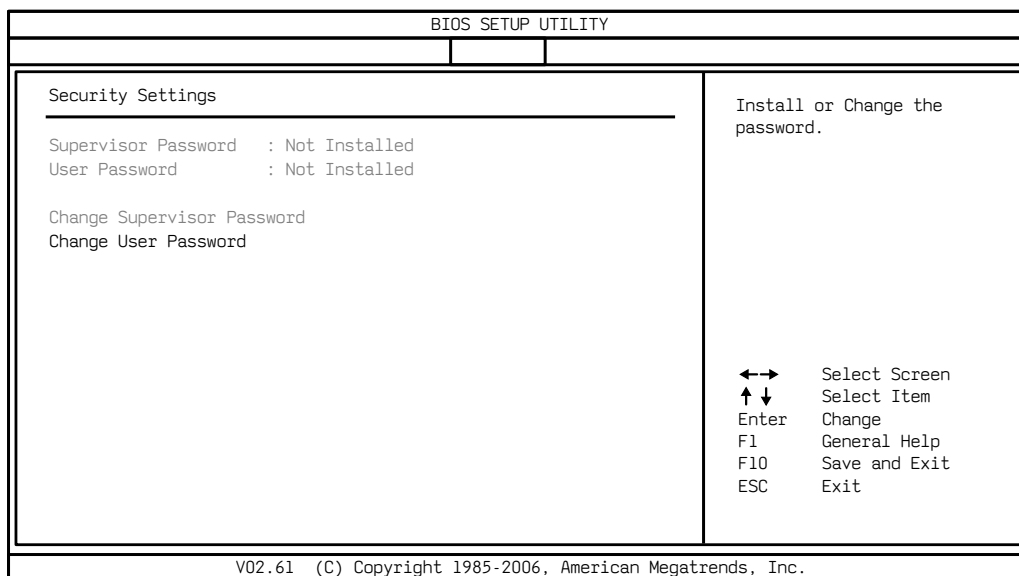 BIOS SETUP UTILITY
Security Settings
Supervisor Password : Not Installed
User Password : Not Installed
Change Supervisor Password
Change User Password
Install or Change the
password.
←→ Select Screen
↑↓ Select Item
Enter Change
F1 General Help
F10 Save and Exit
ESC Exit
V02.61 (C) Copyright 1985-2006, American Megatrends, Inc.